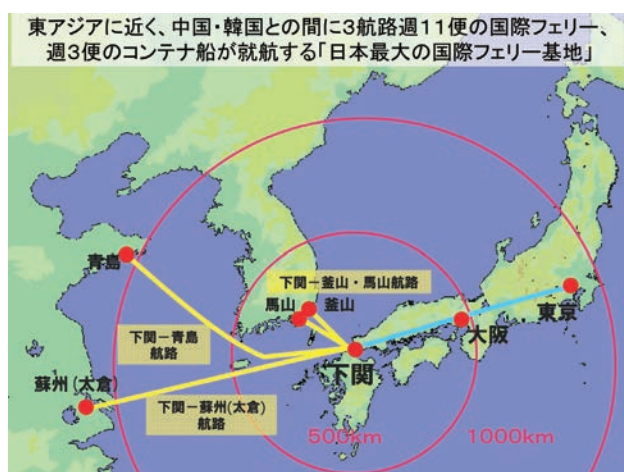 東アジアに近く、中国・韓国との間に3航路週11便の国際フェリー、
週3便のコンテナ船が就航する「日本最大の国際フェリー基地」
青島
下関－釜山・馬山航路
馬山
釜山
東京
大阪
下関－青島
航路
下関
蘇州(太倉)
下関－蘇州(太倉)
航路
500km
1000km